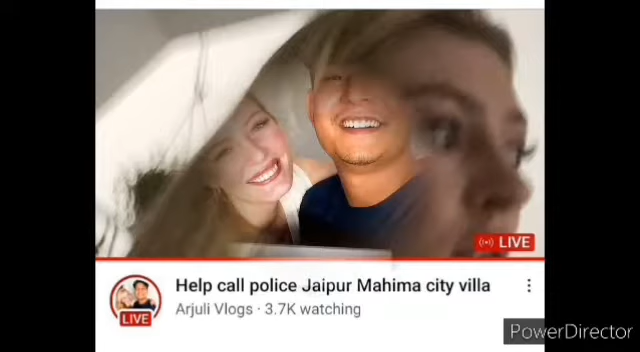 LIVE
Help call police Jaipur Mahima city villa
Arjuli Vlogs · 3.7K watching
LIVE
PowerDirector